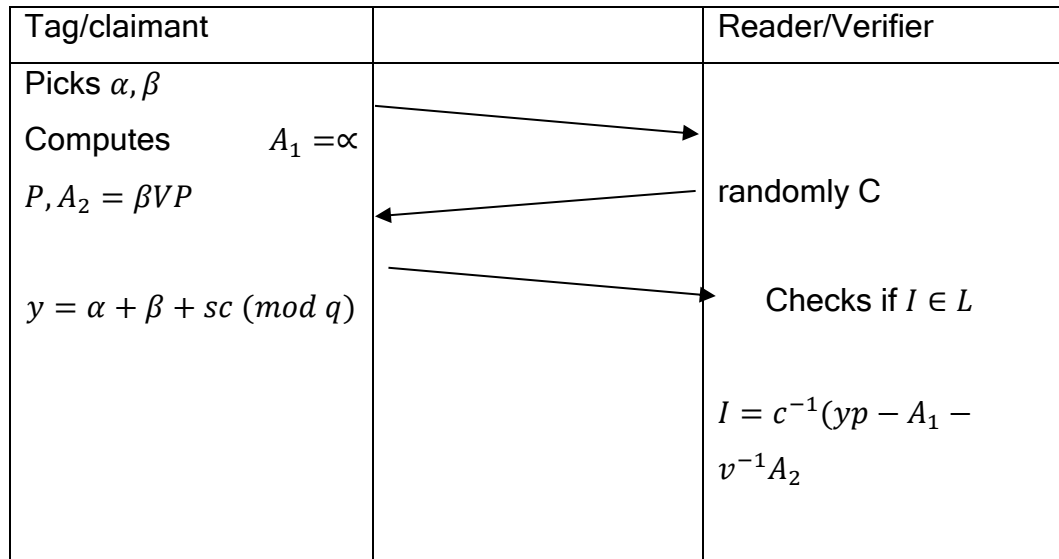 Tag/claimant
Reader/Verifier
Picks 𝛼, 𝛽
Computes 𝐴₁ =∝
𝑃, 𝐴₂ = 𝛽𝑉𝑃
𝑦 = 𝛼 + 𝛽 + 𝑠𝑐 (𝑚𝑜𝑑 𝑞)
randomly C
Checks if 𝐼 ∈ 𝐿
𝐼 = 𝑐⁻¹(𝑦𝑝 − 𝐴₁ −
𝑣⁻¹𝐴₂